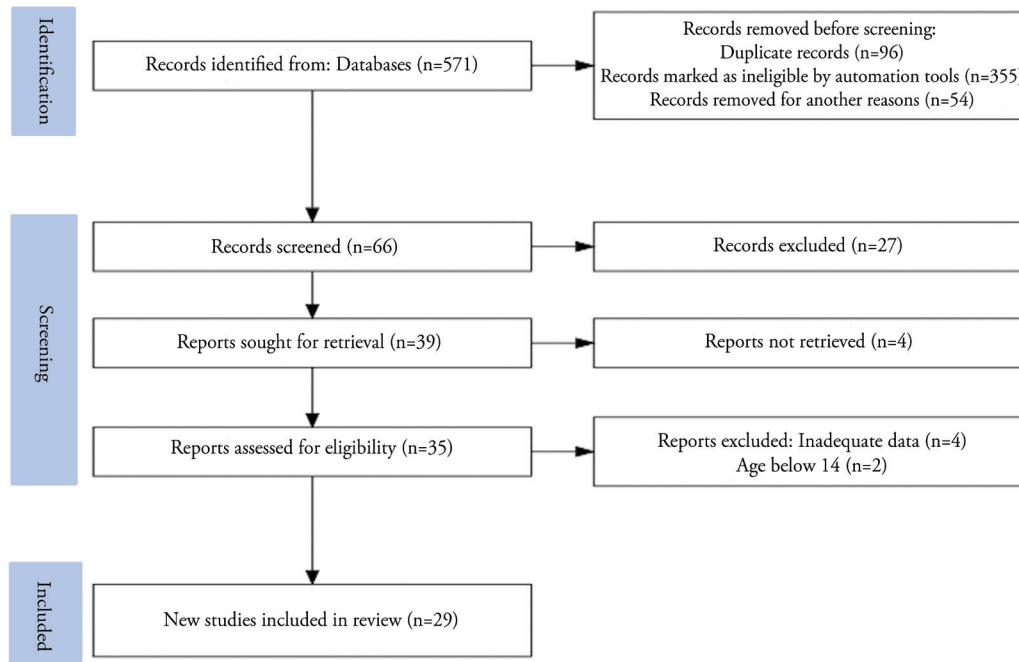 Identification
Records identified from: Databases (n=571)
Records removed before screening:
Duplicate records (n=96)
Records marked as ineligible by automation tools (n=355)
Records removed for another reasons (n=54)
Screening
Records screened (n=66)
Records excluded (n=27)
Reports sought for retrieval (n=39)
Reports not retrieved (n=4)
Reports assessed for eligibility (n=35)
Reports excluded: Inadequate data (n=4)
Age below 14 (n=2)
Included
New studies included in review (n=29)